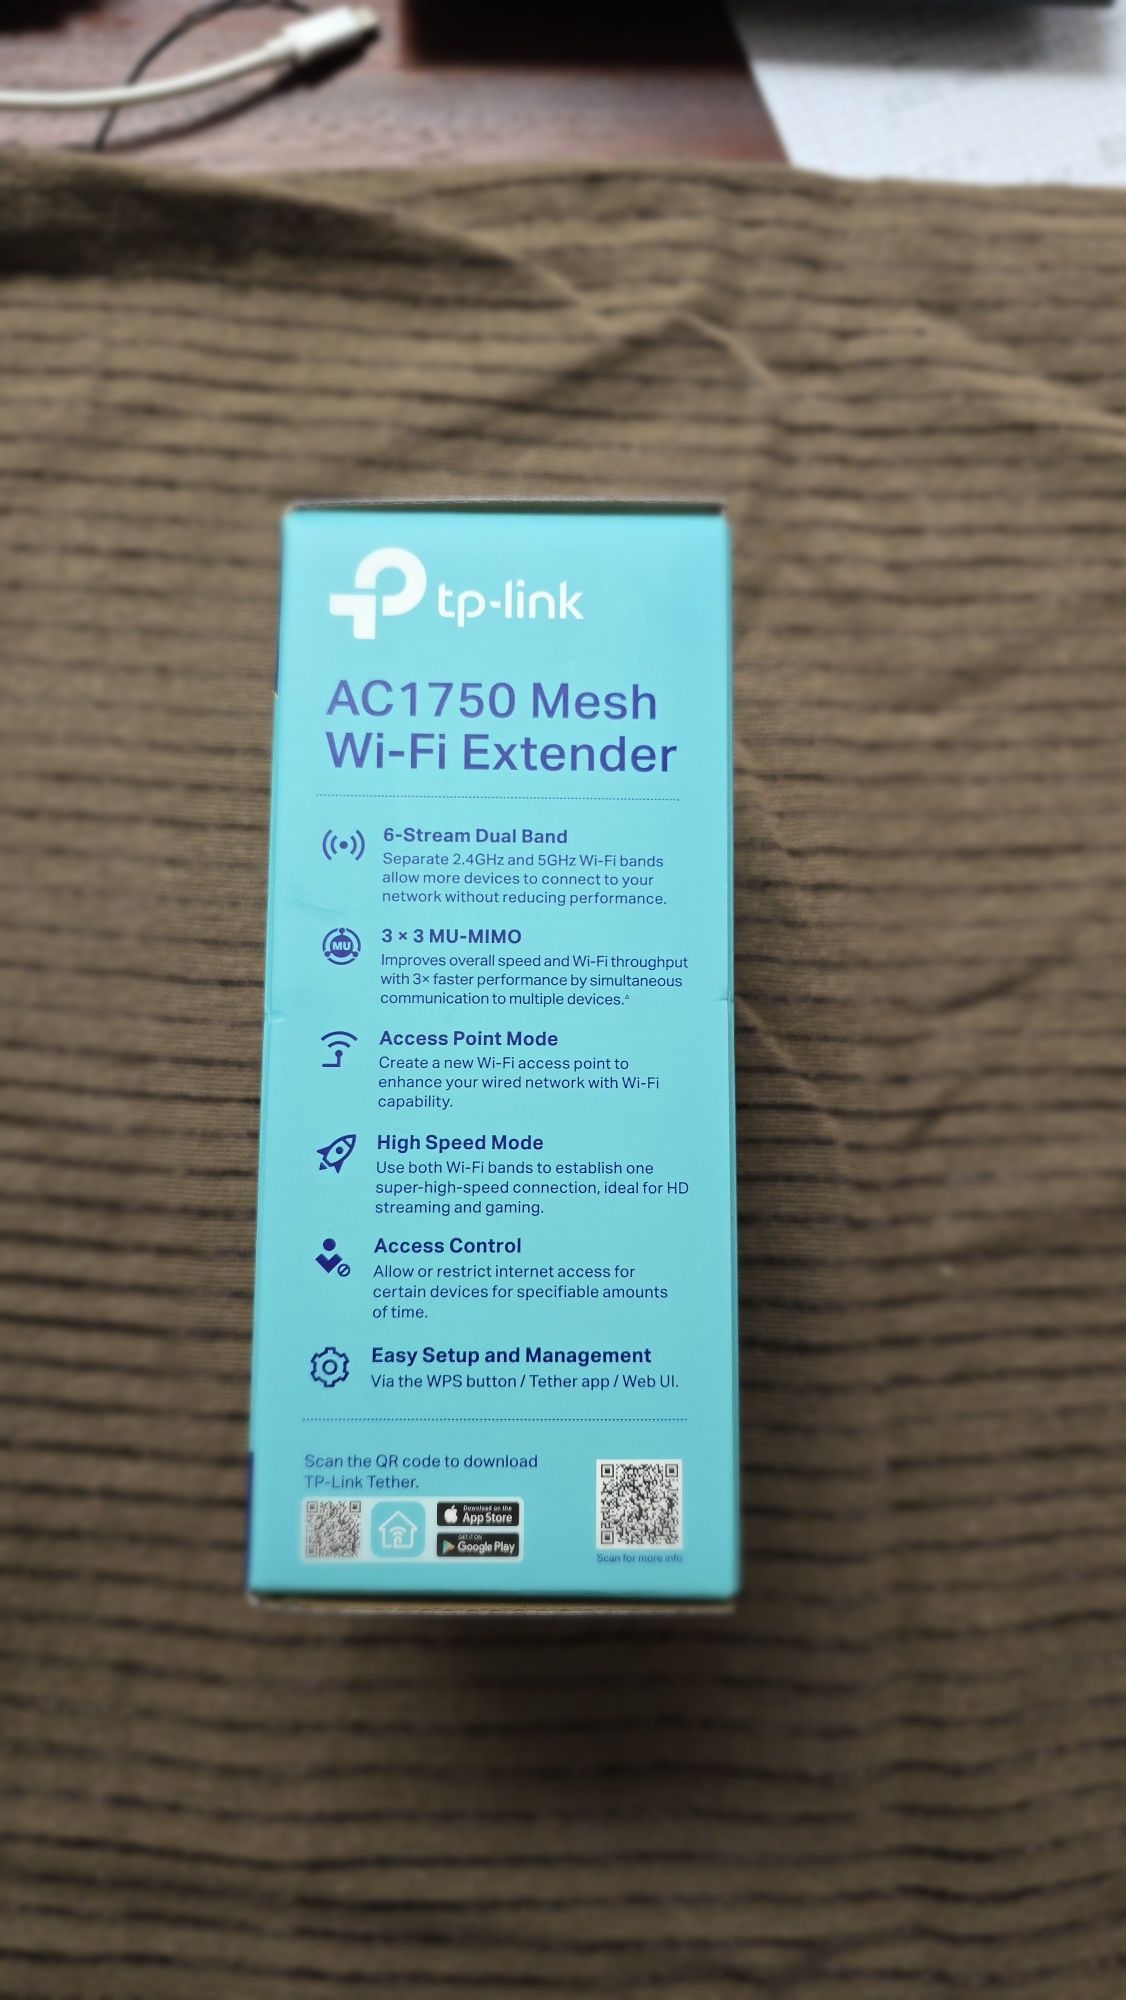 tp-link
AC1750 Mesh
Wi-Fi Extender
6-Stream Dual Band
Separate 2.4GHz and 5GHz Wi-Fi bands
allow more devices to connect to your
network without reducing performance.
MU
3 × 3 MU-MIMO
Improves overall speed and Wi-Fi throughput
with 3× faster performance by simultaneous
communication to multiple devices.△
Access Point Mode
Create a new Wi-Fi access point to
enhance your wired network with Wi-Fi
capability.
High Speed Mode
Use both Wi-Fi bands to establish one
super-high-speed connection, ideal for HD
streaming and gaming.
Access Control
Allow or restrict internet access for
certain devices for specifiable amounts
of time.
Easy Setup and Management
Via the WPS button / Tether app / Web UI.
Scan the QR code to download
TP-Link Tether.
Download on the
App Store
GET IT ON
Google Play
Scan for more info